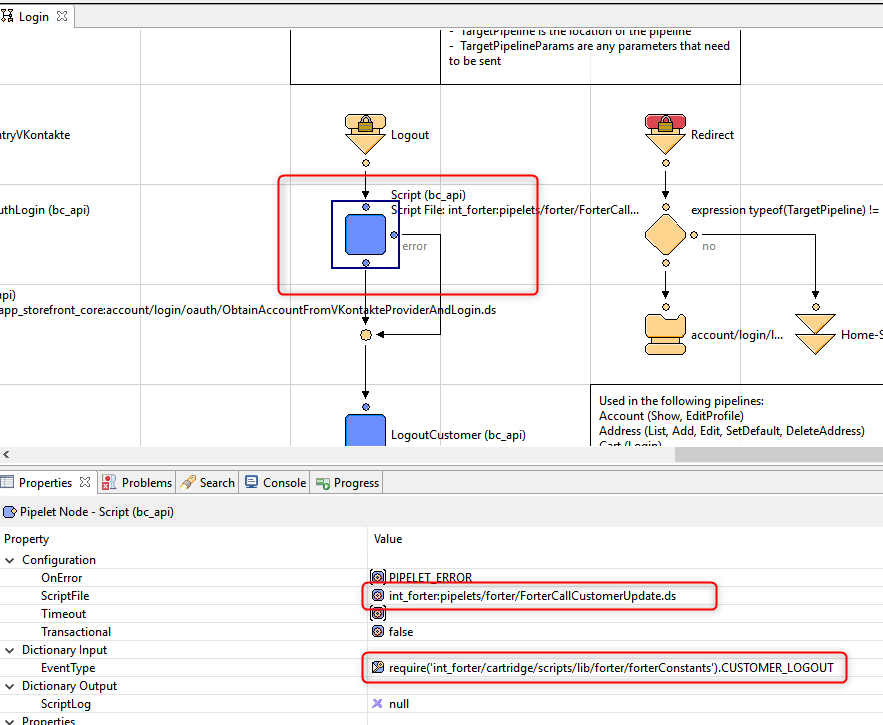 Login
- TargetPipeline is the location of the pipeline
- TargetPipelineParams are any parameters that need
to be sent
ntryVKontakte
Logout
Redirect
uthLogin (bc_api)
Script (bc_api)
Script File: int_forter:pipelets/forter/ForterCall...
error
expression typeof(TargetPipeline) !=
no
pi)
app_storefront_core:account/login/oauth/ObtainAccountFromVKontakteProviderAndLogin.ds
account/login/l...
Home-S
LogoutCustomer (bc_api)
Used in the following pipelines:
Account (Show, EditProfile)
Address (List, Add, Edit, SetDefault, DeleteAddress)
Cart (Login)
Properties
Problems
Search
Console
Progress
Pipelet Node - Script (bc_api)
Property Value
Configuration
OnError PIPELET_ERROR
ScriptFile int_forter:pipelets/forter/ForterCallCustomerUpdate.ds
Timeout
Transactional false
Dictionary Input
EventType require('int_forter/cartridge/scripts/lib/forter/forterConstants').CUSTOMER_LOGOUT
Dictionary Output
ScriptLog null
Properties